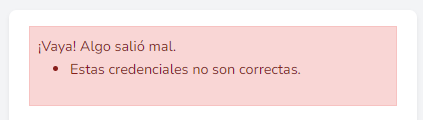 ¡Vaya! Algo salió mal.
Estas credenciales no son correctas.